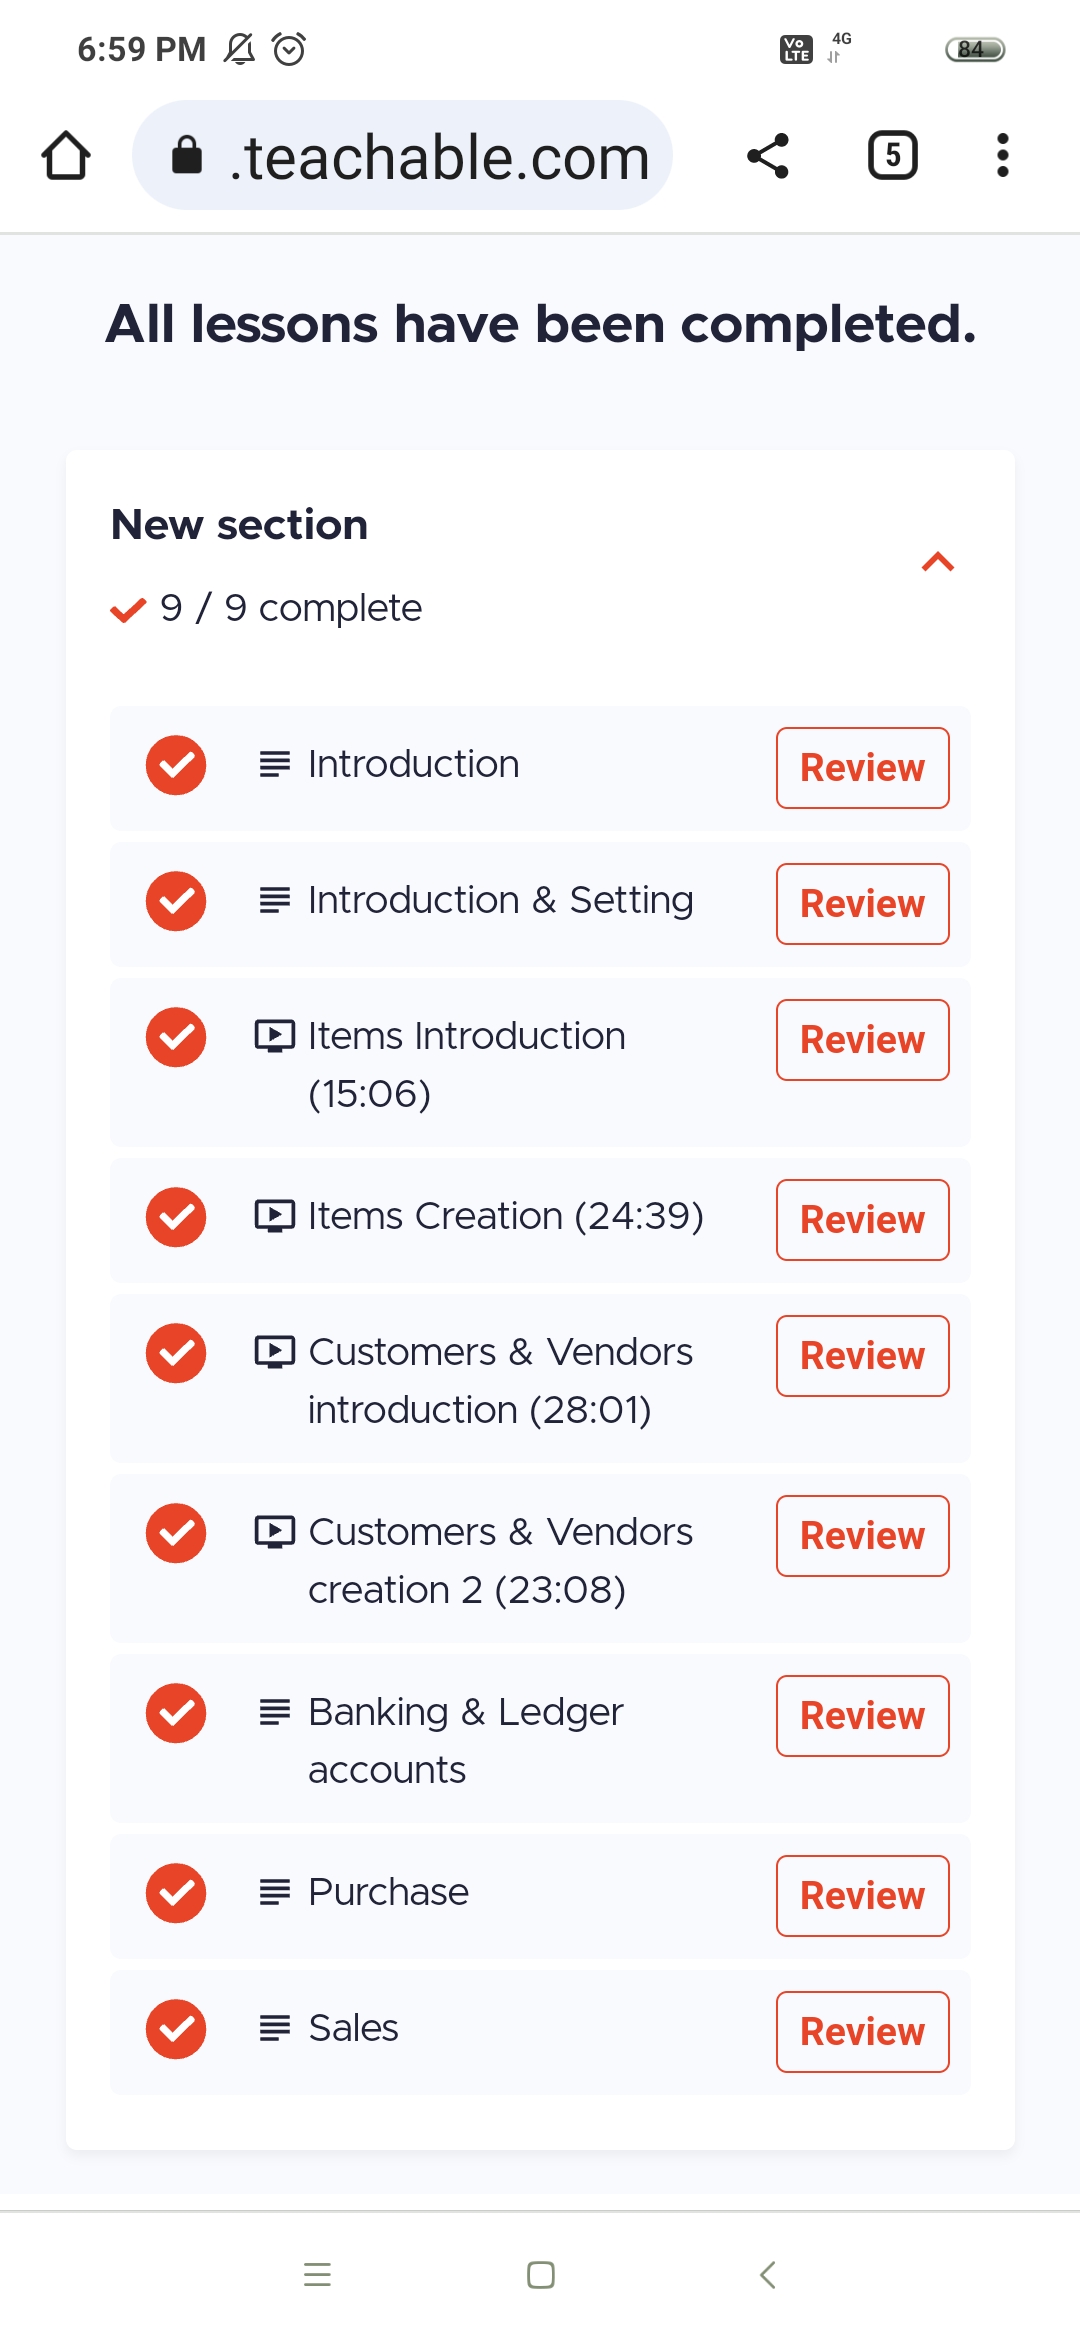 6:59 PM
Vo LTE 4G 84
.teachable.com
5
All lessons have been completed.
New section
9 / 9 complete
Introduction
Review
Introduction & Setting
Review
Items Introduction
(15:06)
Review
Items Creation (24:39)
Review
Customers & Vendors
introduction (28:01)
Review
Customers & Vendors
creation 2 (23:08)
Review
Banking & Ledger
accounts
Review
Purchase
Review
Sales
Review